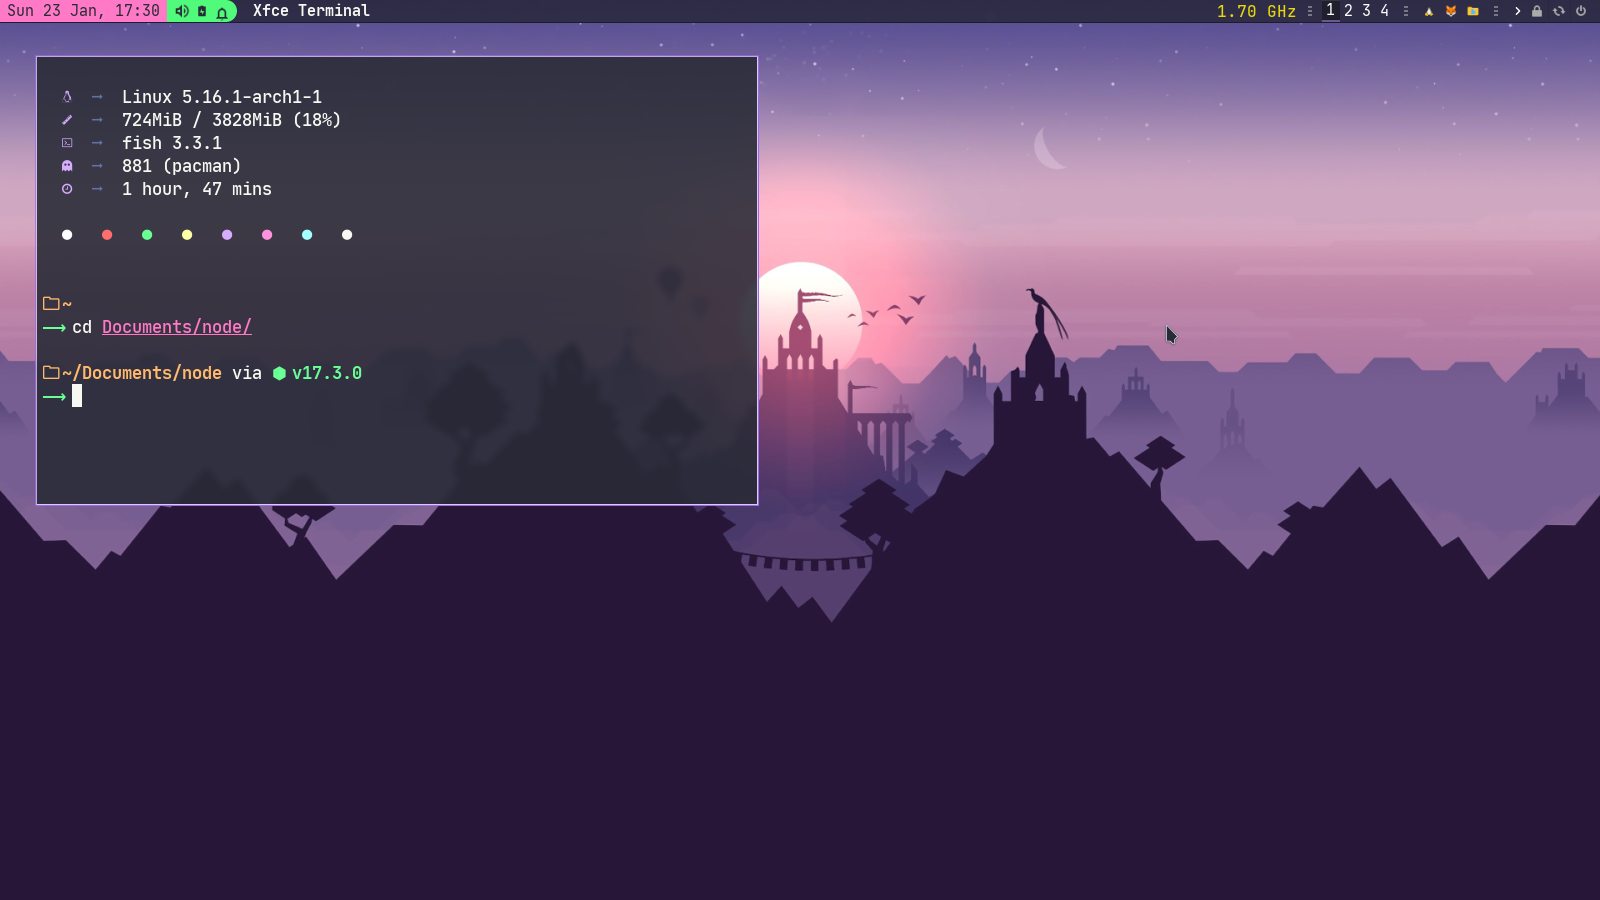 Sun 23 Jan, 17:30 Xfce Terminal 1.70 GHz 1 2 3 4
Linux 5.16.1-arch1-1
724MiB / 3828MiB (18%)
fish 3.3.1
881 (pacman)
1 hour, 47 mins
~
cd Documents/node/
~/Documents/node via v17.3.0